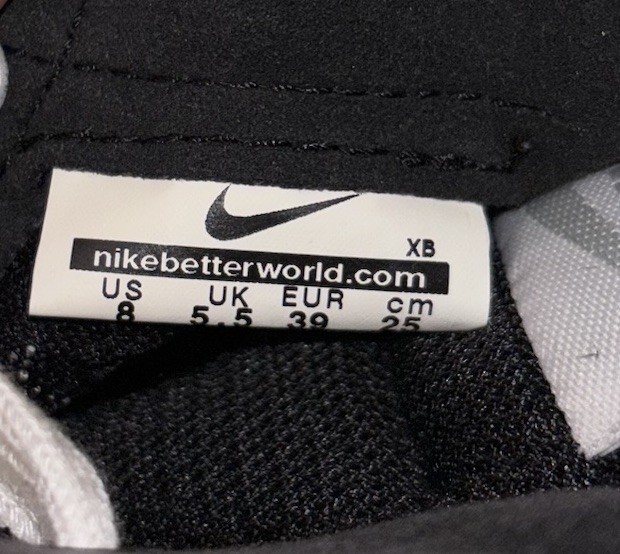 XB
nikebetterworld.com
US UK EUR cm
8 5.5 39 25